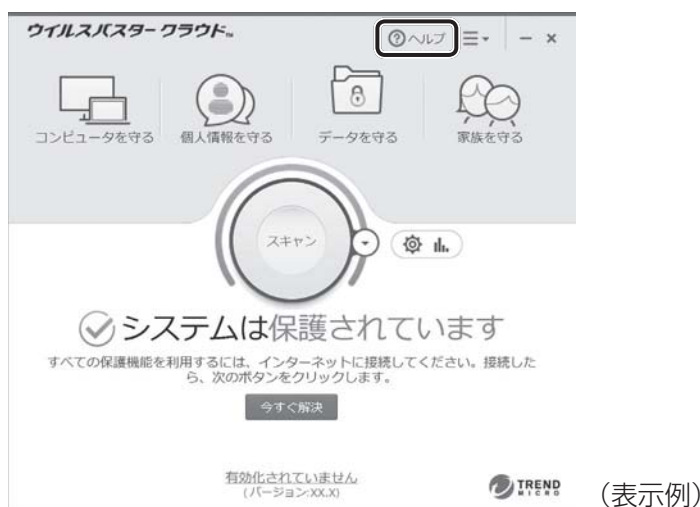 ウイルスバスター クラウド™
?ヘルプ
コンピュータを守る
個人情報を守る
データを守る
家族を守る
スキャン
システムは保護されています
すべての保護機能を利用するには、インターネットに接続してください。接続した
ら、次のボタンをクリックします。
今すぐ解決
有効化されていません
(バージョン:XX.X)
TREND
MICRO
(表示例)